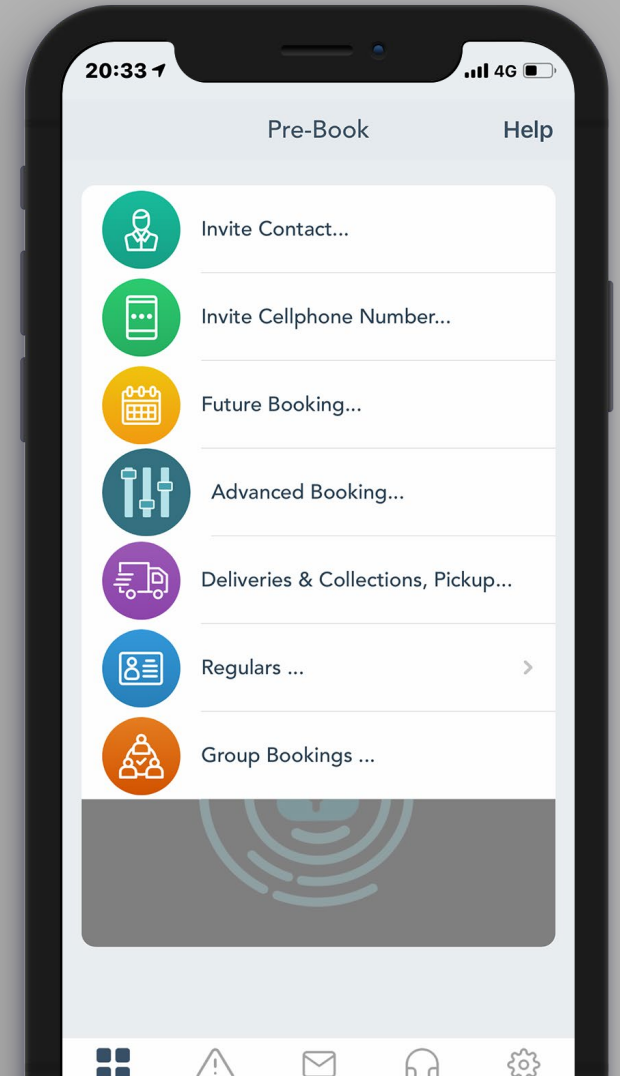 20:33
4G
Pre-Book
Help
Invite Contact...
Invite Cellphone Number...
Future Booking...
Advanced Booking...
Deliveries & Collections, Pickup...
Regulars ...
Group Bookings ...